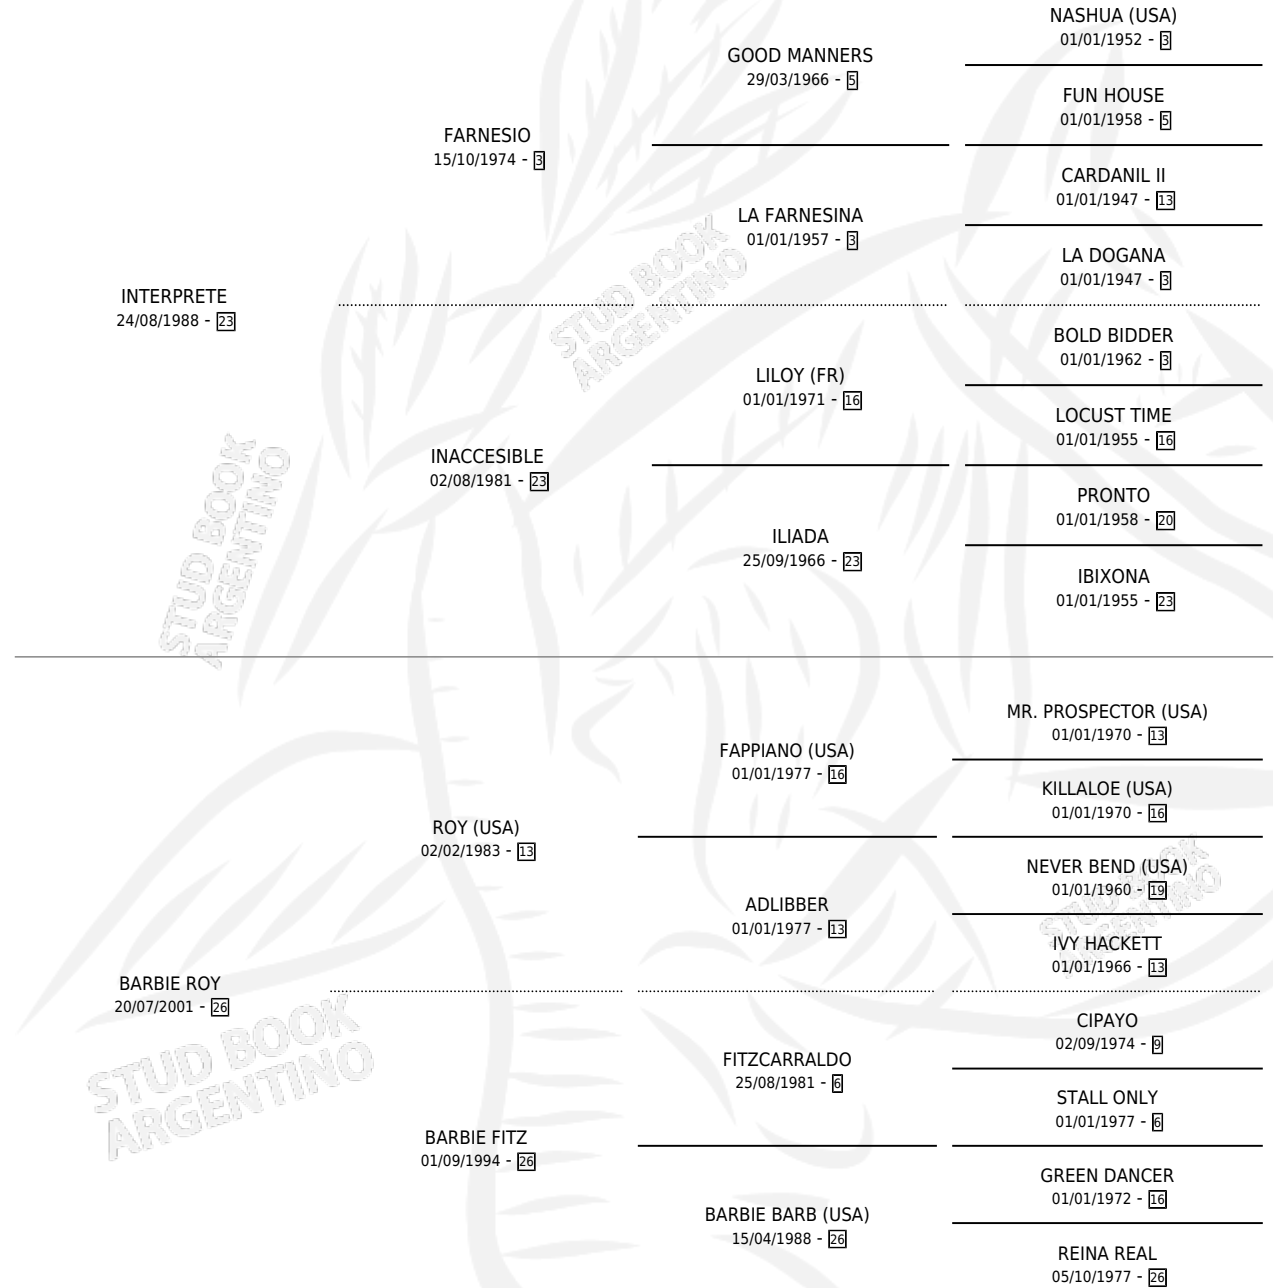 NASHUA (USA)
01/01/1952 - 3
GOOD MANNERS
29/03/1966 - 5
FUN HOUSE
01/01/1958 - 5
FARNESIO
15/10/1974 - 3
CARDANIL II
01/01/1947 - 13
LA FARNESINA
01/01/1957 - 3
LA DOGANA
01/01/1947 - 3
INTERPRETE
24/08/1988 - 23
BOLD BIDDER
01/01/1962 - 3
LILOY (FR)
01/01/1971 - 16
LOCUST TIME
01/01/1955 - 16
INACCESIBLE
02/08/1981 - 23
PRONTO
01/01/1958 - 20
ILIADA
25/09/1966 - 23
IBIXONA
01/01/1955 - 23
STUD BOOK
ARGENTINO
STUD BOOK
ARGENTINO
MR. PROSPECTOR (USA)
01/01/1970 - 13
FAPPIANO (USA)
01/01/1977 - 16
KILLALOE (USA)
01/01/1970 - 16
ROY (USA)
02/02/1983 - 13
NEVER BEND (USA)
01/01/1960 - 19
ADLIBBER
01/01/1977 - 13
IVY HACKETT
01/01/1966 - 13
STUD BOOK
ARGENTINO
BARBIE ROY
20/07/2001 - 26
CIPAYO
02/09/1974 - 9
FITZCARRALDO
25/08/1981 - 6
STALL ONLY
01/01/1977 - 6
STUD BOOK
ARGENTINO
BARBIE FITZ
01/09/1994 - 26
GREEN DANCER
01/01/1972 - 16
BARBIE BARB (USA)
15/04/1988 - 26
REINA REAL
05/10/1977 - 26